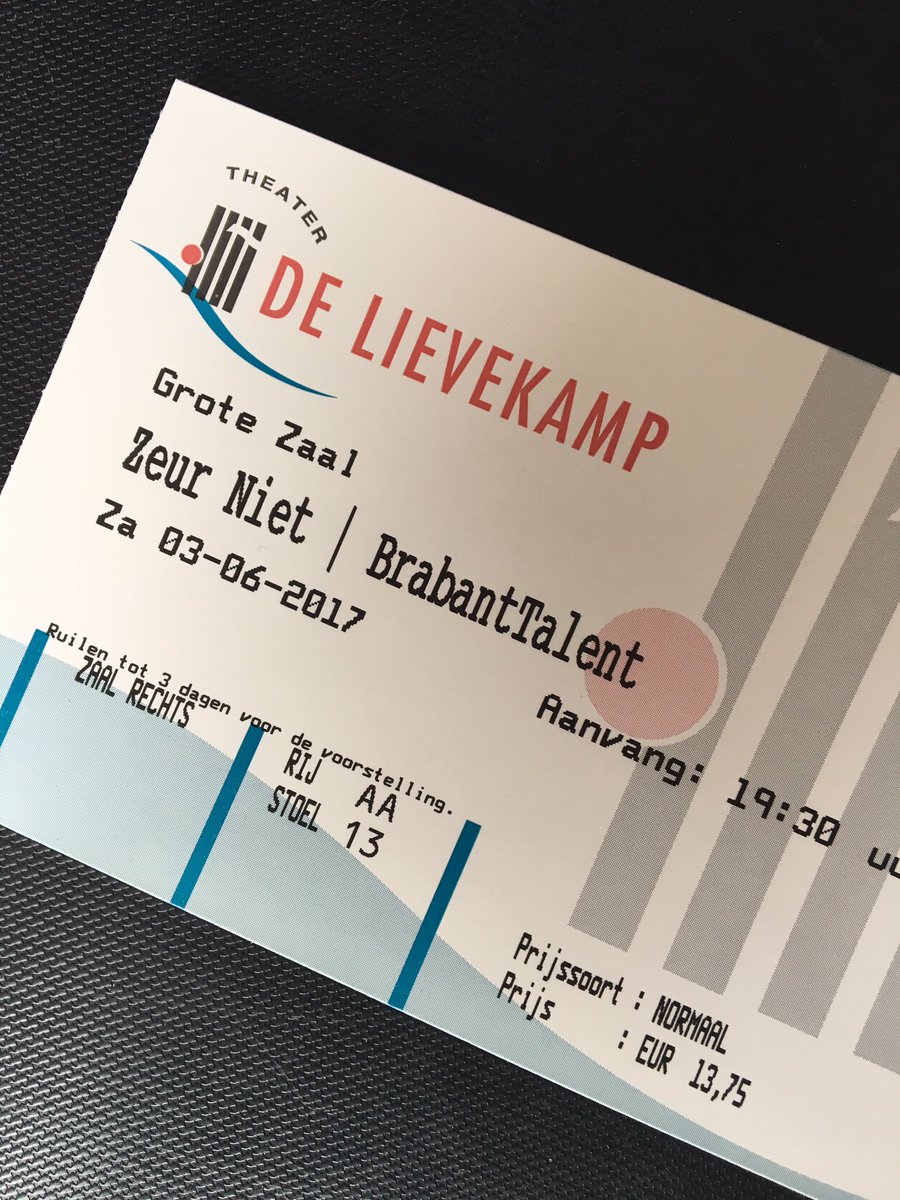 THEATER
DE LIEVEKAMP
Grote Zaal
Zeur Niet | BrabantTalent
Za 03-06-2017
Aanvang: 19:30 uu
Ruilen tot 3 dagen voor de voorstelling.
ZAAL RECHTS
RIJ AA
STOEL 13
Prijssoort : NORMAAL
Prijs : EUR 13,75